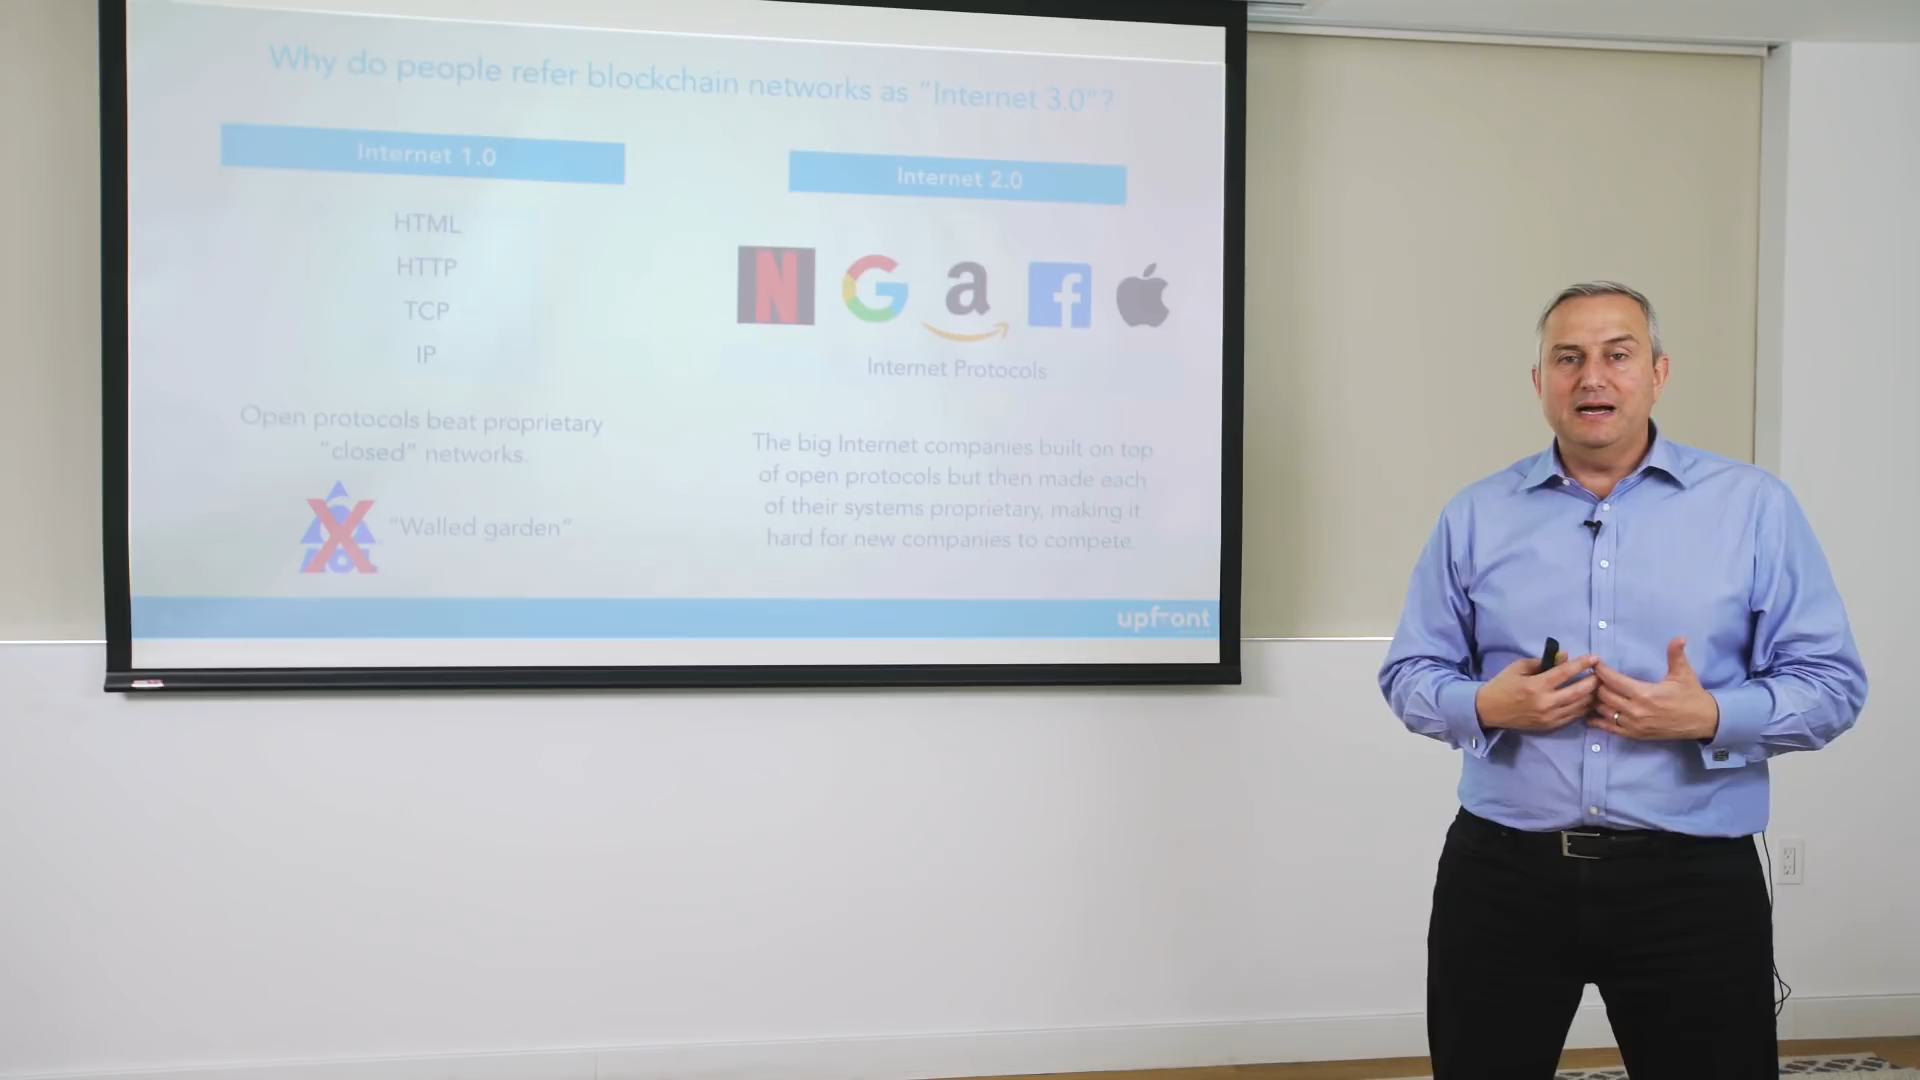 Why do people refer blockchain networks as "Internet 3.0"?
Internet 1.0
HTML
HTTP
TCP
IP
Open protocols beat proprietary
"closed" networks.
"Walled garden"
Internet 2.0
N
G
a
f
Internet Protocols
The big Internet companies built on top
of open protocols but then made each
of their systems proprietary, making it
hard for new companies to compete.
upfront